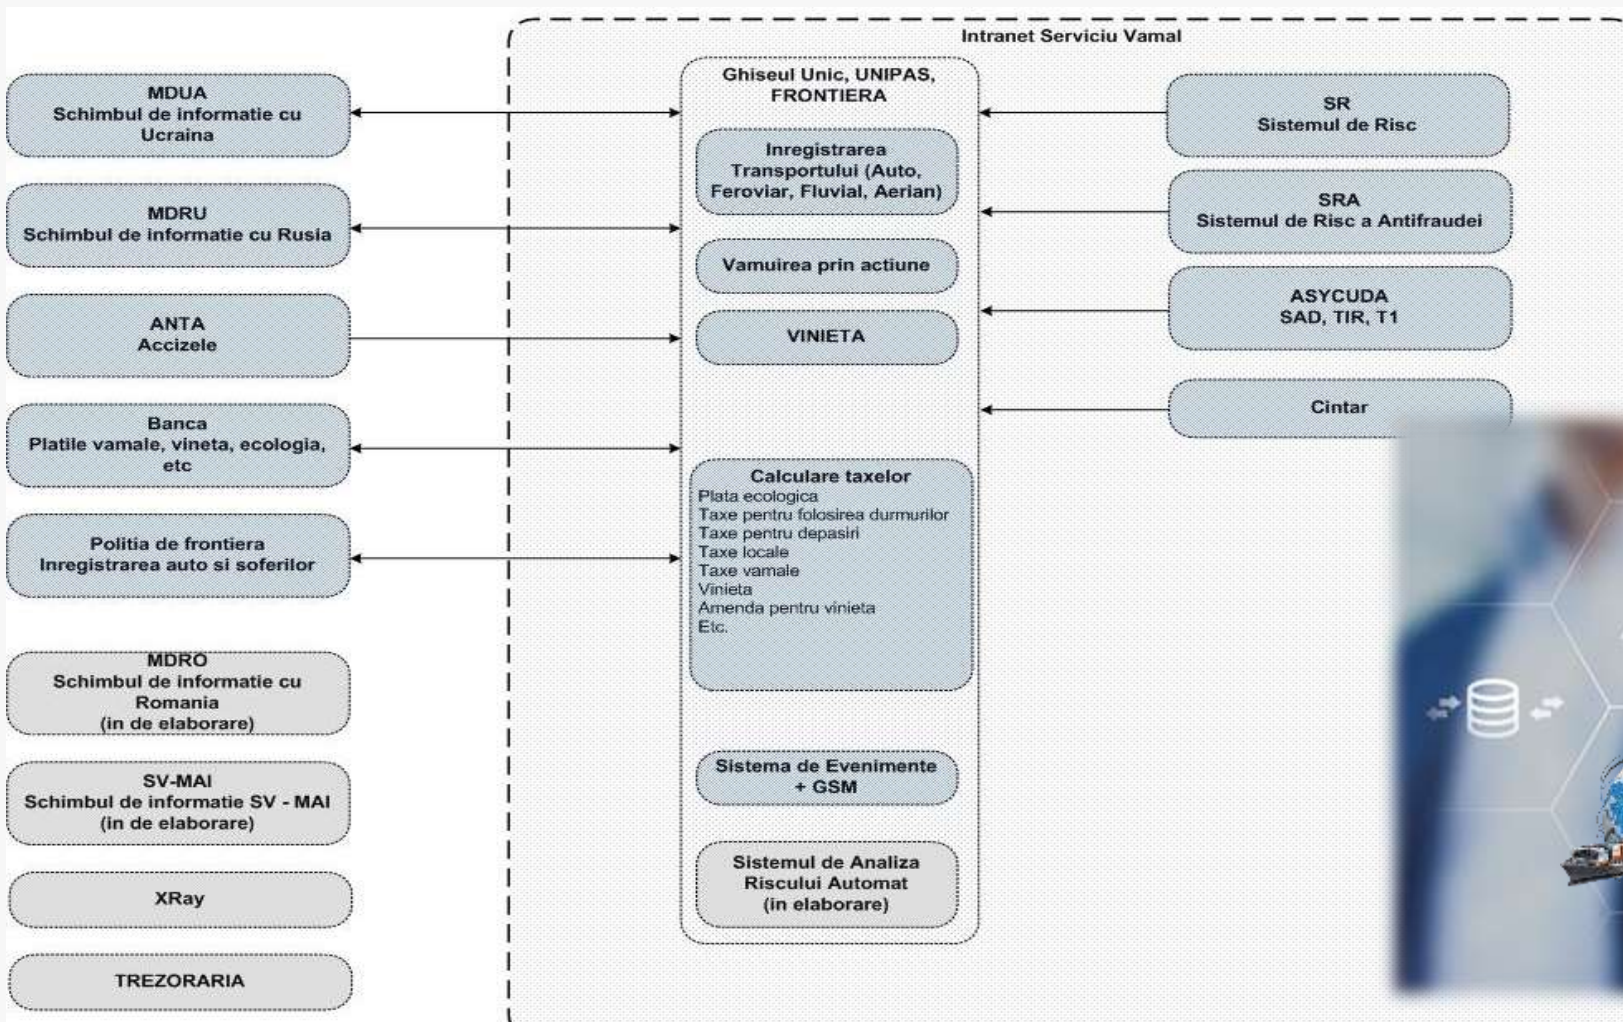 Intranet Serviciu Vamal
MDUA
Schimbul de informatie cu
Ucraina
MDRU
Schimbul de informatie cu Rusia
ANTA
Accizele
Banca
Platile vamale, vineta, ecologia,
etc
Politia de frontiera
Inregistrarea auto si soferilor
MDRO
Schimbul de informatie cu
Romania
(in de elaborare)
SV-MAI
Schimbul de informatie SV - MAI
(in de elaborare)
XRay
TREZORARIA
Ghiseul Unic, UNIPAS,
FRONTIERA
Inregistrarea
Transportului (Auto,
Feroviar, Fluvial, Aerian)
Vamuirea prin actiune
VINIETA
Calculare taxelor
Plata ecologica
Taxe pentru folosirea durmurilor
Taxe pentru depasiri
Taxe locale
Taxe vamale
Vinieta
Amenda pentru vinieta
Etc.
Sistema de Evenimente
+ GSM
Sistemul de Analiza
Riscului Automat
(in elaborare)
SR
Sistemul de Risc
SRA
Sistemul de Risc a Antifraudei
ASYCUDA
SAD, TIR, T1
Cintar